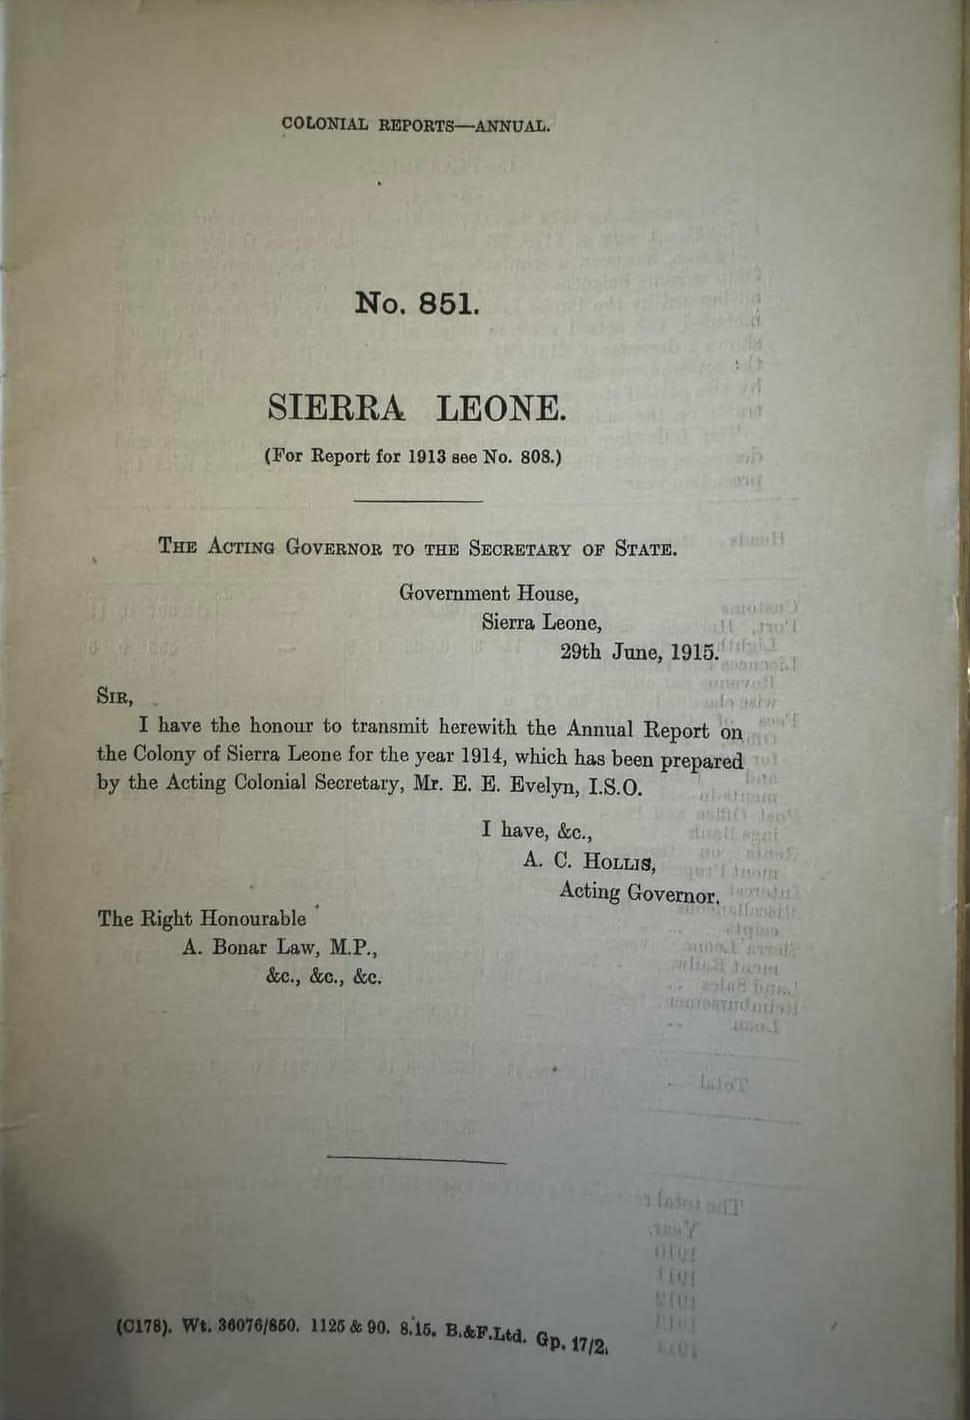 COLONIAL REPORTS—ANNUAL.
No. 851.
SIERRA LEONE.
(For Report for 1913 see No. 808.)
THE ACTING GOVERNOR TO THE SECRETARY OF STATE.
Government House,
Sierra Leone,
29th June, 1915.
SIR,
I have the honour to transmit herewith the Annual Report on
the Colony of Sierra Leone for the year 1914, which has been prepared
by the Acting Colonial Secretary, Mr. E. E. Evelyn, I.S.O.
I have, &c.,
A. C. HOLLIS,
Acting Governor.
The Right Honourable
A. Bonar Law, M.P.,
&c., &c., &c.
(C178). Wt. 36076/850. 1125 & 90. 8.15. B.&F.Ltd. Gp. 17/2.